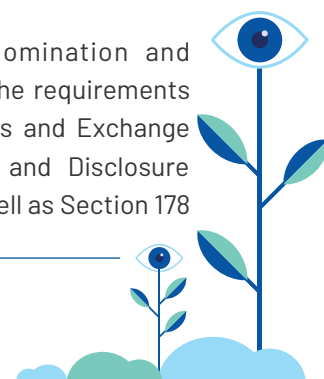 omination and
he requirements
s and Exchange
and Disclosure
ell as Section 178